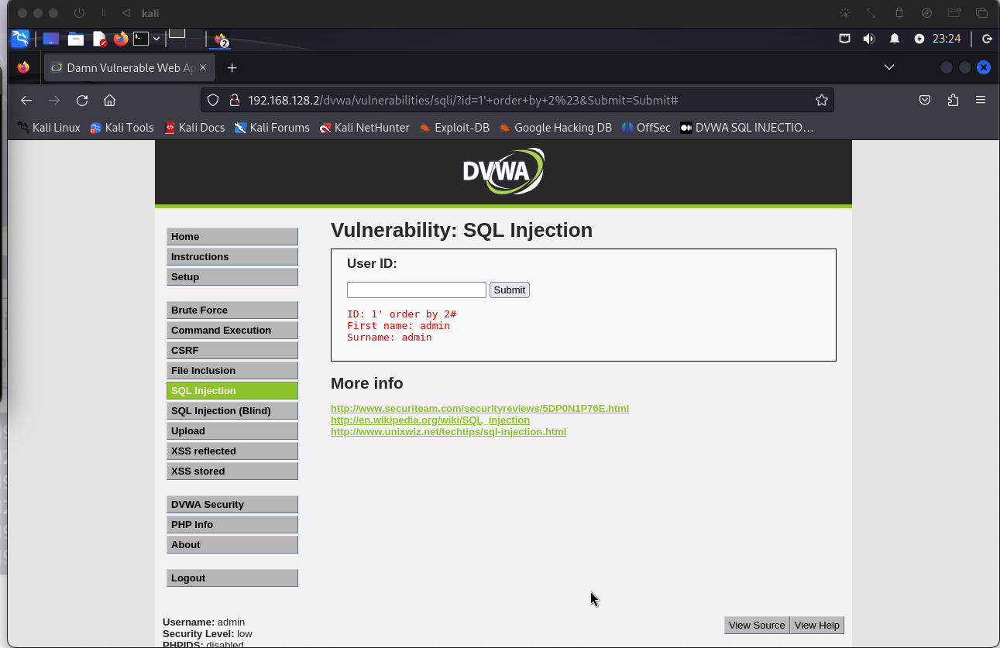 kali
2
23:24
Damn Vulnerable Web Ap
192.168.128.2/dvwa/vulnerabilities/sqli/?id=1'+order+by+2%23&Submit=Submit#
Kali Linux Kali Tools Kali Docs Kali Forums Kali NetHunter Exploit-DB Google Hacking DB OffSec DVWA SQL INJECTIO…
DVWA
Vulnerability: SQL Injection
Home
Instructions
Setup
Brute Force
Command Execution
CSRF
File Inclusion
SQL Injection
SQL Injection (Blind)
Upload
XSS reflected
XSS stored
DVWA Security
PHP Info
About
Logout
User ID:
Submit
ID: 1' order by 2#
First name: admin
Surname: admin
More info
http://www.securiteam.com/securityreviews/5DP0N1P76E.html
http://en.wikipedia.org/wiki/SQL_injection
http://www.unixwiz.net/techtips/sql-injection.html
Username: admin
Security Level: low
PHPIDS: disabled
View Source View Help